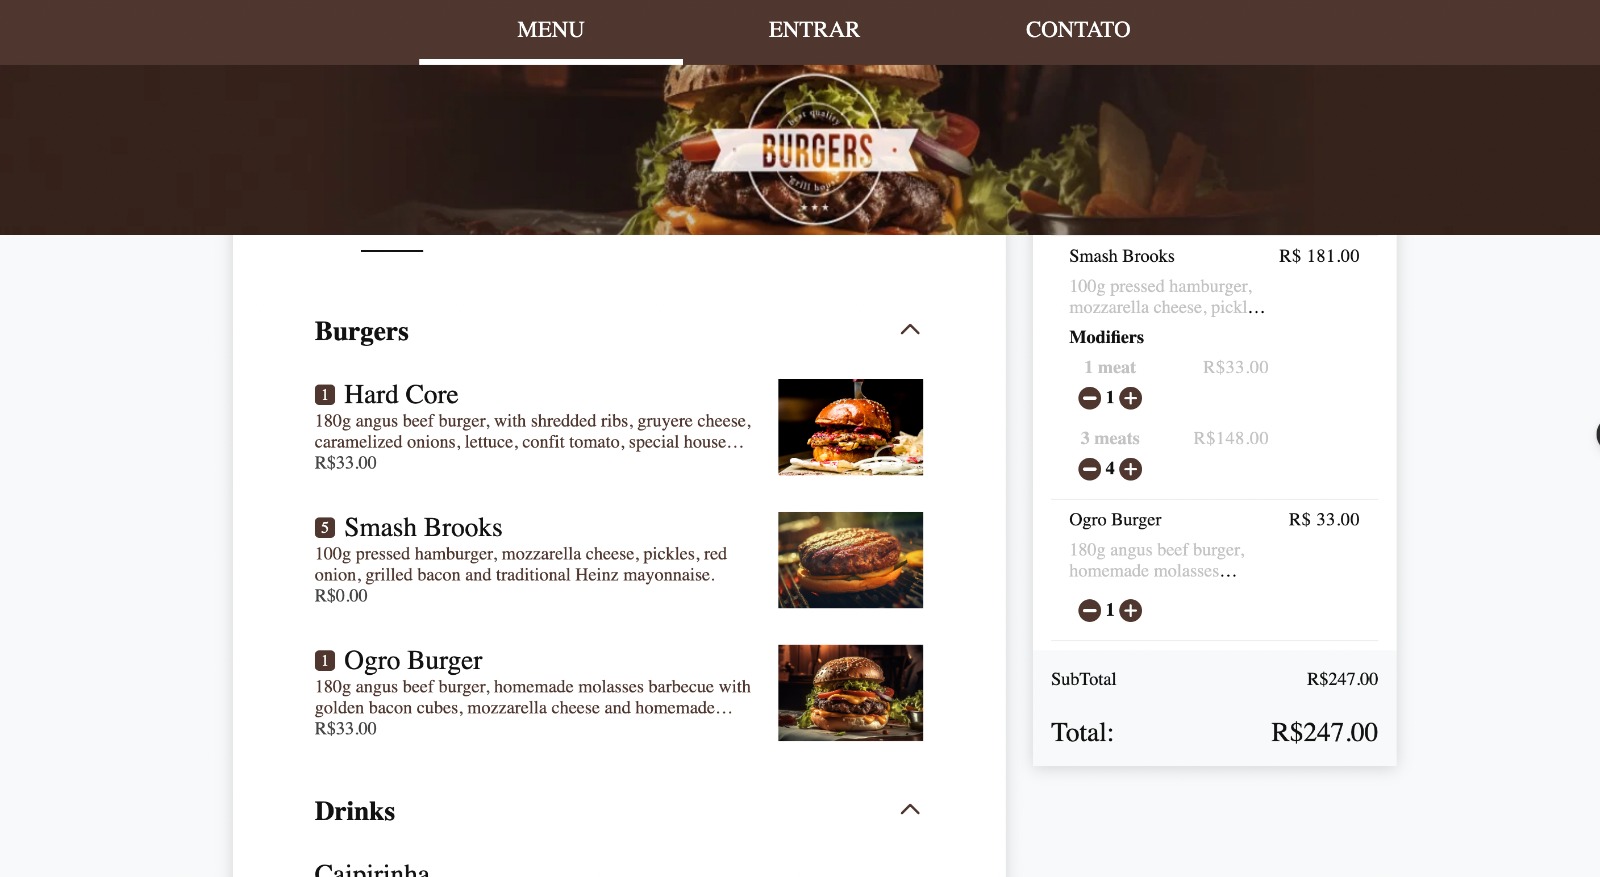 MENU
ENTRAR
CONTATO
best quality
BURGERS
grill house
Burgers
1 Hard Core
180g angus beef burger, with shredded ribs, gruyere cheese,
caramelized onions, lettuce, confit tomato, special house…
R$33.00
5 Smash Brooks
100g pressed hamburger, mozzarella cheese, pickles, red
onion, grilled bacon and traditional Heinz mayonnaise.
R$0.00
1 Ogro Burger
180g angus beef burger, homemade molasses barbecue with
golden bacon cubes, mozzarella cheese and homemade…
R$33.00
Drinks
Caipirinha
Smash Brooks R$ 181.00
100g pressed hamburger,
mozzarella cheese, pickl…
Modifiers
1 meat R$33.00
1
3 meats R$148.00
4
Ogro Burger R$ 33.00
180g angus beef burger,
homemade molasses…
1
SubTotal R$247.00
Total: R$247.00